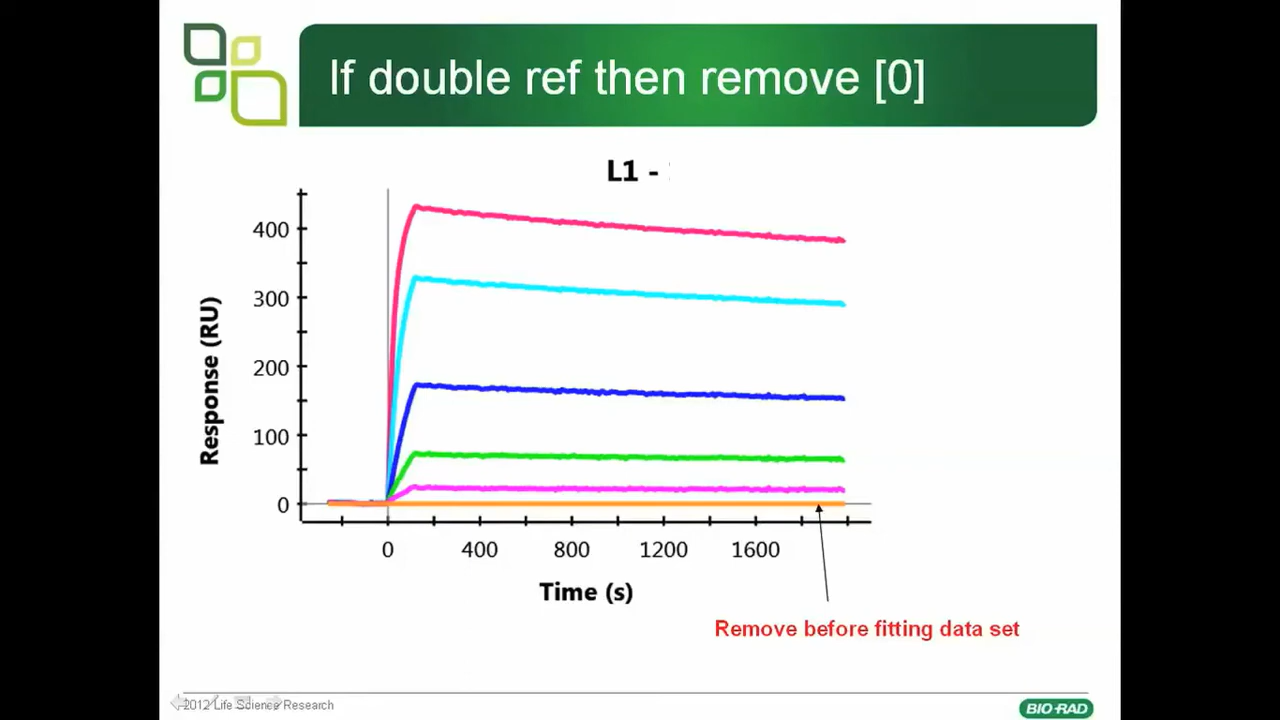 If double ref then remove [0]
L1 -
400
300
200
100
0
Response (RU)
0 400 800 1200 1600
Time (s)
Remove before fitting data set
2012 Life Science Research
BIO-RAD